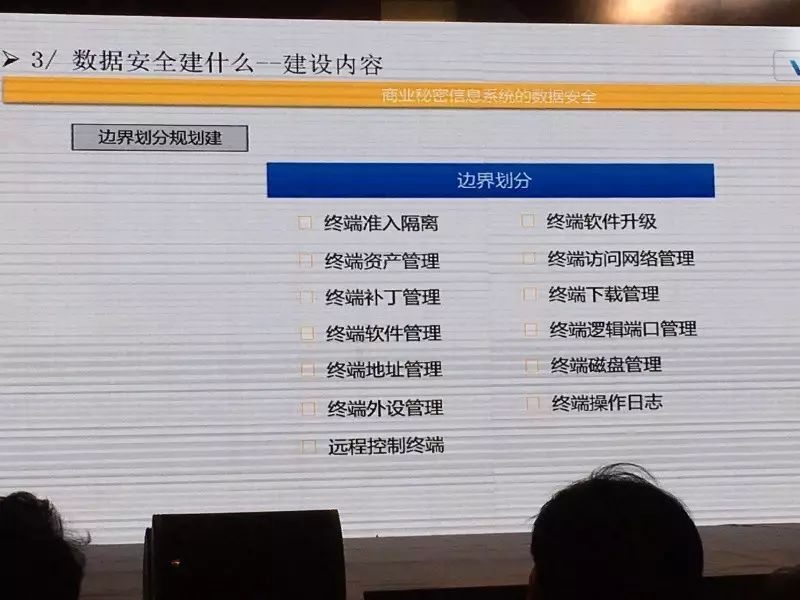 3/ 数据安全建什么--建设内容
商业秘密信息系统的数据安全
边界划分规划建
边界划分
终端准入隔离
终端资产管理
终端补丁管理
终端软件管理
终端地址管理
终端外设管理
远程控制终端
终端软件升级
终端访问网络管理
终端下载管理
终端逻辑端口管理
终端磁盘管理
终端操作日志